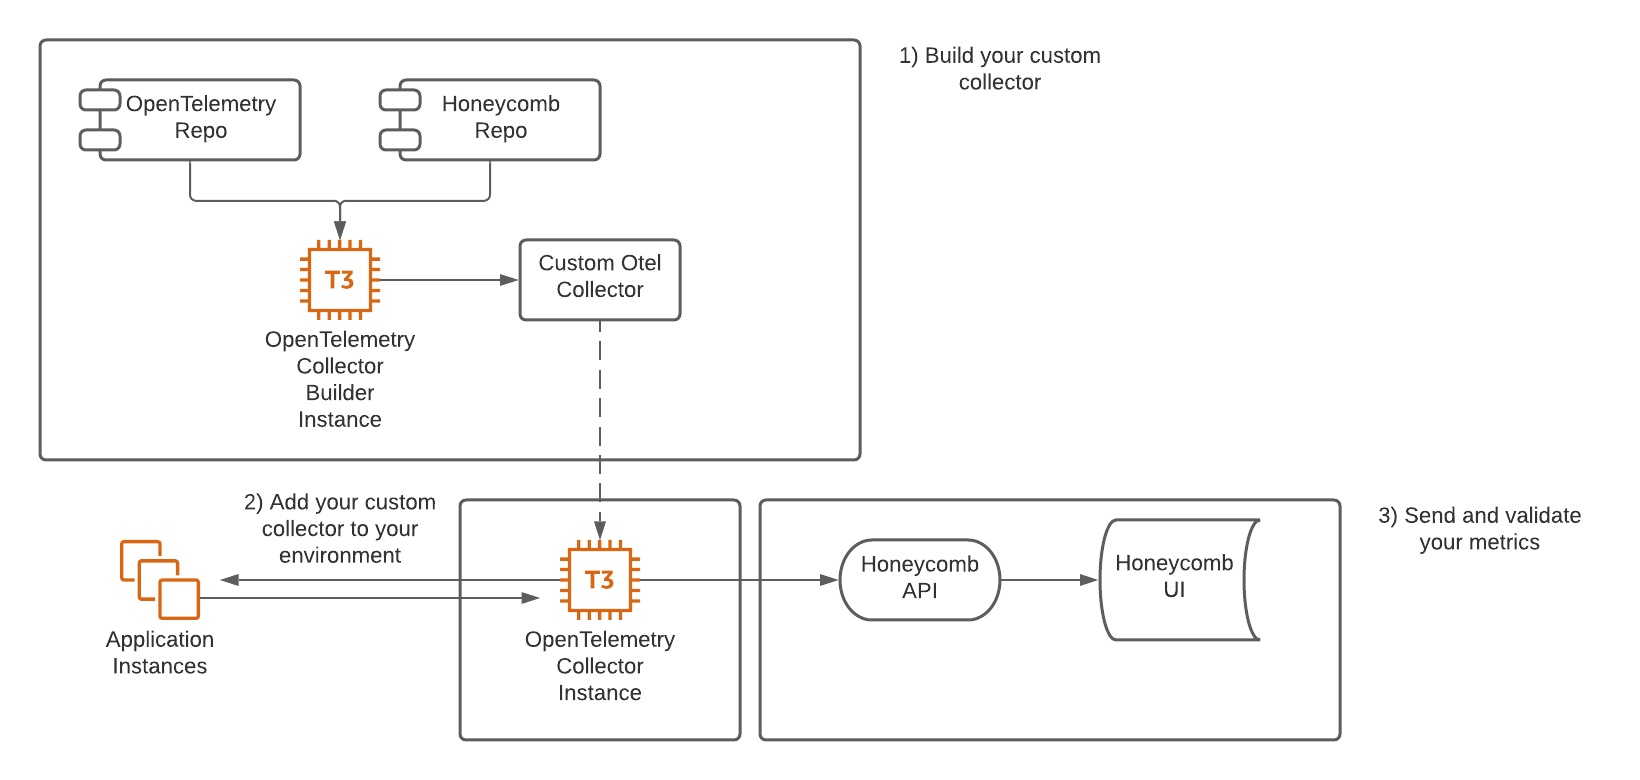 1) Build your custom
collector
OpenTelemetry
Repo
Honeycomb
Repo
T3
OpenTelemetry
Collector
Builder
Instance
Custom Otel
Collector
2) Add your custom
collector to your
environment
Application
Instances
T3
OpenTelemetry
Collector
Instance
Honeycomb
API
Honeycomb
UI
3) Send and validate
your metrics